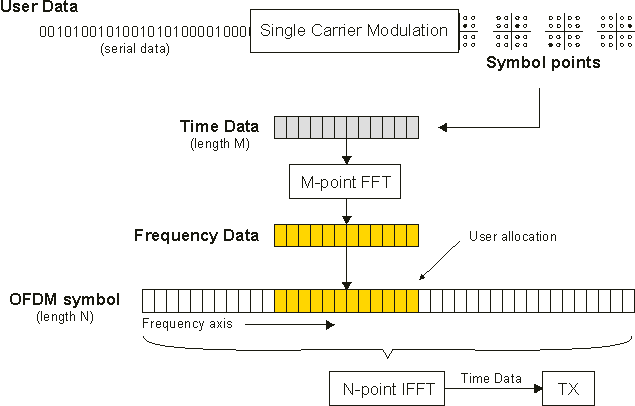 User Data
001010010100101010000100001 Single Carrier Modulation
(serial data)
Symbol points
Time Data
(length M)
M-point FFT
Frequency Data
User allocation
OFDM symbol
(length N)
Frequency axis
N-point IFFT
Time Data
TX